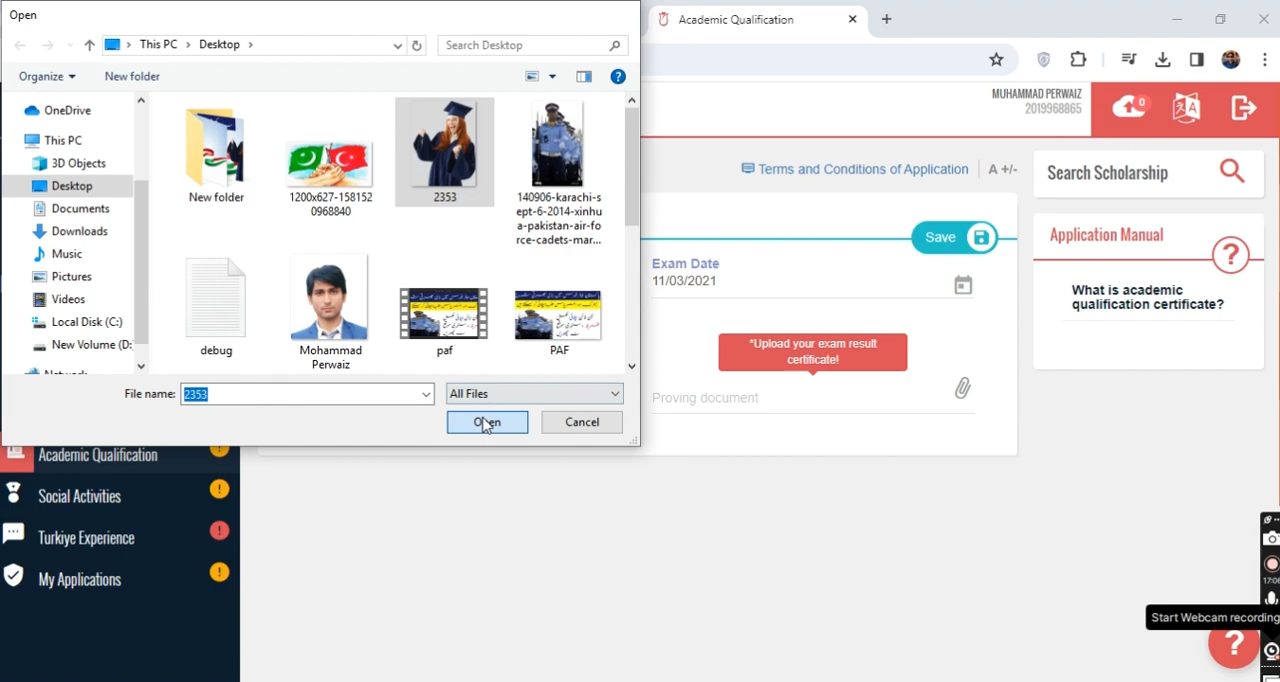 Open
Academic Qualification
This PC
Desktop
Search Desktop
Organize
New folder
OneDrive
This PC
3D Objects
Desktop
Documents
Downloads
Music
Pictures
Videos
Local Disk (C:)
New Volume (D:
New folder
1200x627-158152
0968840
2353
140906-karachi-s
ept-6-2014-xinhu
a-pakistan-air-fo
rce-cadets-mar...
debug
Mohammad
Perwaiz
paf
PAF
File name:
2353
All Files
Open
Cancel
MUHAMMAD PERWAIZ
2019968865
0
Terms and Conditions of Application
A +/-
Search Scholarship
Save
Exam Date
11/03/2021
*Upload your exam result
certificate!
Proving document
Application Manual
?
What is academic
qualification certificate?
Academic Qualification
Social Activities
Turkiye Experience
My Applications
17:06
Start Webcam recording
?